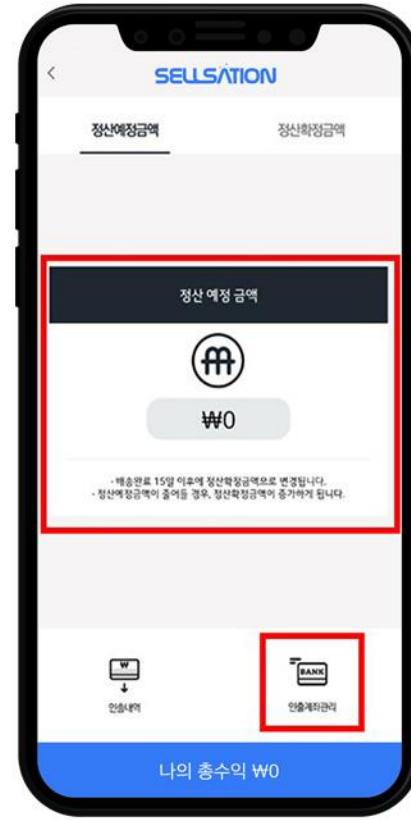 SELLSATION
정산예정금액
정산확정금액
정산 예정 금액
₩0
- 배송완료 15일 이후에 정산확정금액으로 변경됩니다.
- 정산예정금액이 줄어들 경우, 정산확정금액이 증가하게 됩니다.
W
BANK
인출내역
인출계좌관리
나의 총수익 ₩0